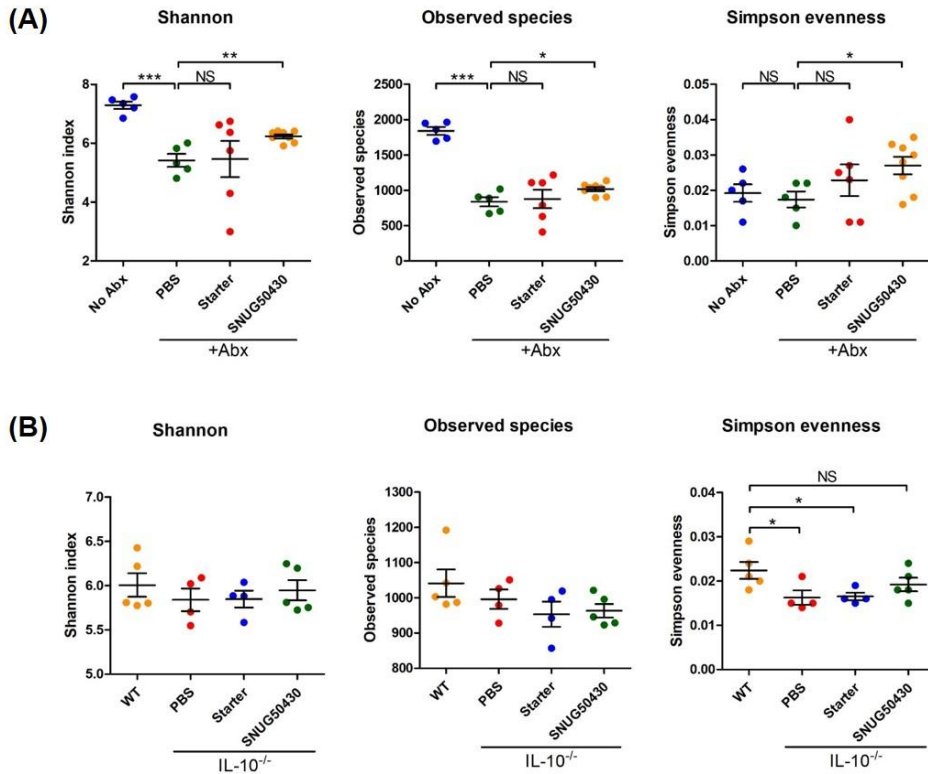 (A)
Shannon
Observed species
Simpson evenness
**
*** NS
Shannon index
8
6
4
2
No Abx
PBS
Starter
SNUG50430
+Abx
*
*** NS
Observed species
2500
2000
1500
1000
500
0
No Abx
PBS
Starter
SNUG50430
+Abx
*
NS NS
Simpson evenness
0.05
0.04
0.03
0.02
0.01
0.00
No Abx
PBS
Starter
SNUG50430
+Abx
(B)
Shannon
Observed species
Simpson evenness
Shannon index
7.0
6.5
6.0
5.5
5.0
WT
PBS
Starter
SNUG50430
IL-10-/-
Observed species
1300
1200
1100
1000
900
800
WT
PBS
Starter
SNUG50430
IL-10-/-
NS
*
*
Simpson evenness
0.04
0.03
0.02
0.01
0.00
WT
PBS
Starter
SNUG50430
IL-10-/-